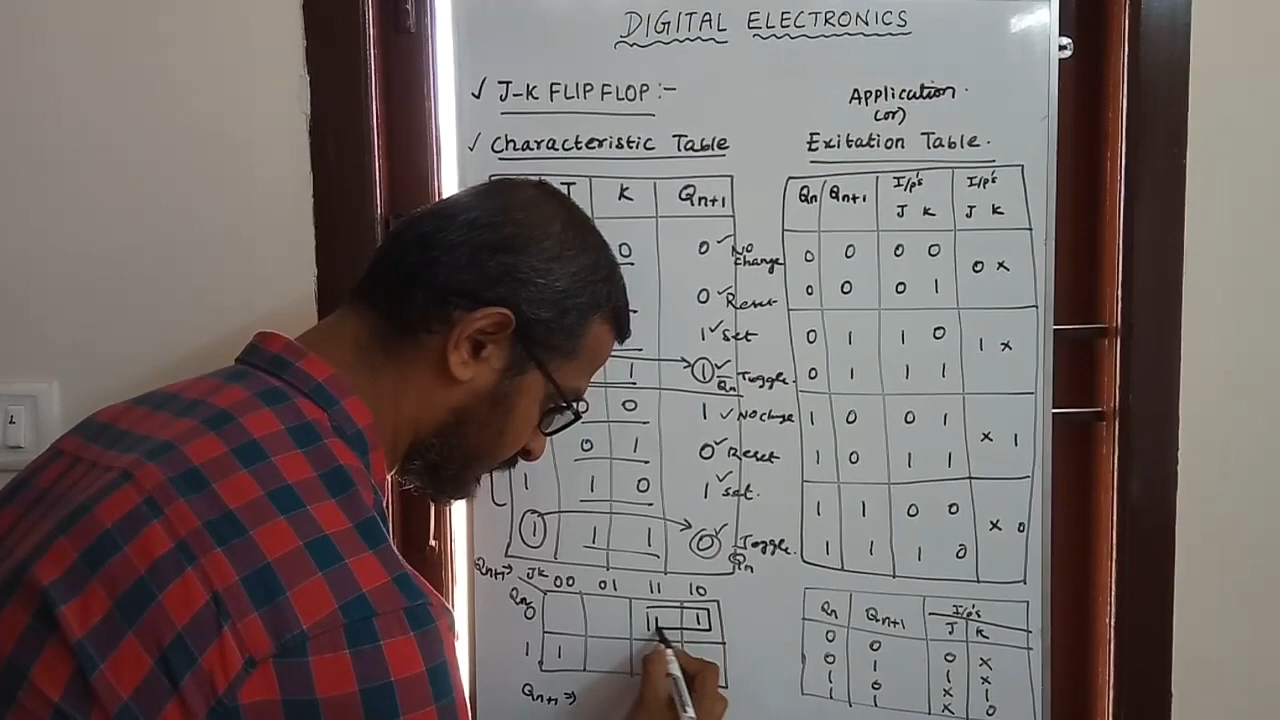 DIGITAL ELECTRONICS
✓ J-K FLIP FLOP :-
✓ Characteristic Table
J K Qn+1
0 0 ✓ No change
0 ✓ Reset
1 ✓ Set
1 1 ✓ Q̅n Toggle.
0 0 1 ✓ No chge
0 1 0 ✓ Reset
1 1 0 1 ✓ Set.
1 1 1 0 ✓ Toggle.
Q̅n
Qn+1 ⇒ JK 00 01 11 10
Qn
0 1 1
1 1
Qn+1 ⇒
Application.
(or)
Exitation Table.
Qn Qn+1 I/p's I/p's
J K J K
0 0 0 0 0 x
0 0 0 1
0 1 1 0 1 x
0 1 1 1
1 0 0 1 x 1
1 0 1 1
1 1 0 0 x 0
1 1 1 0
Qn Qn+1 I/p's
J K
0 0 0 x
0 1 1 x
1 0 x 1
1 1 x 0